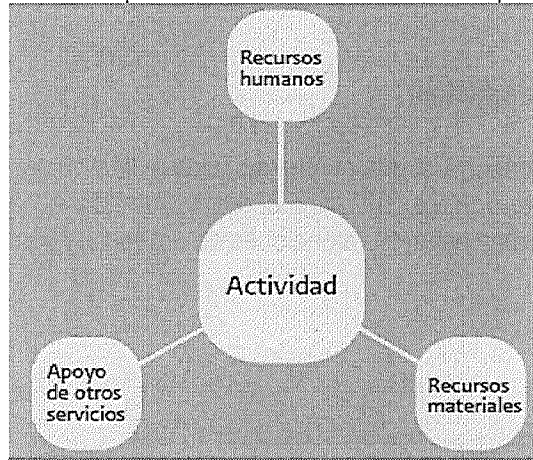 Recursos
humanos
Actividad
Apoyo
de otros
servicios
Recursos
materiales